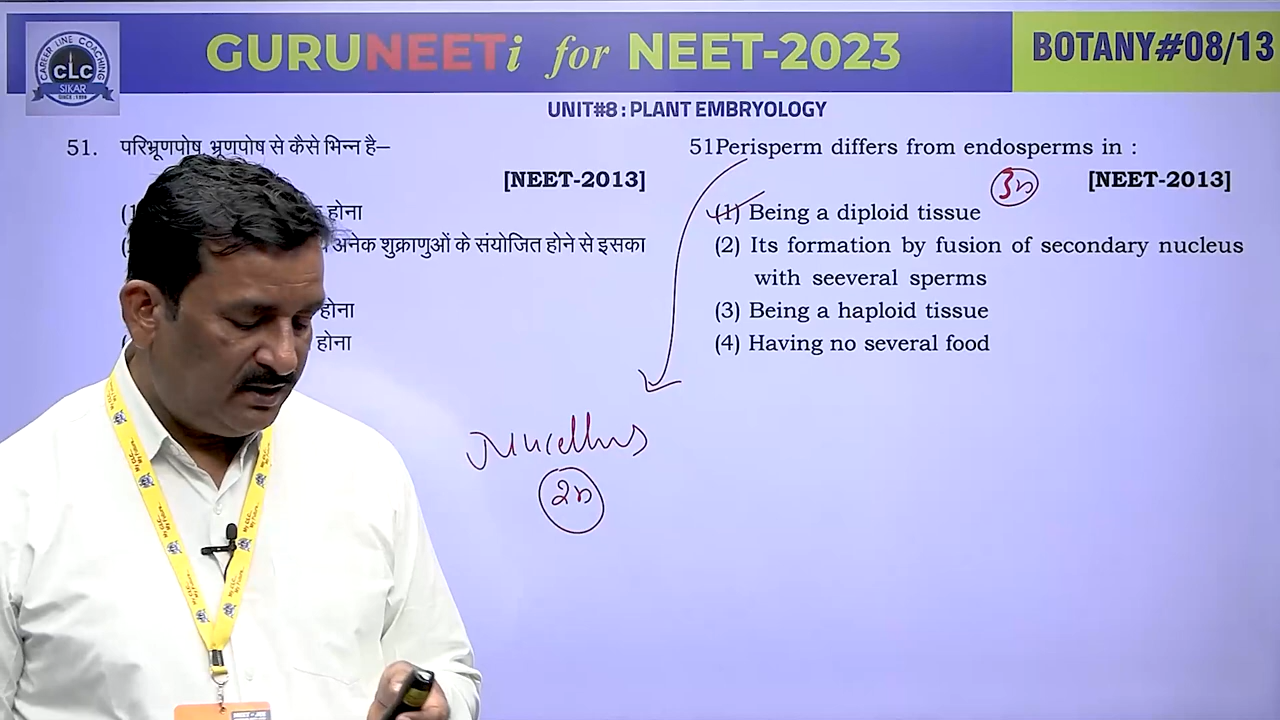 GURUNEETi for NEET-2023
BOTANY#08/13
CAREER LINE COACHING
CLC
SIKAR
SINCE : 1996
UNIT#8 : PLANT EMBRYOLOGY
51. परिभ्रूणपोष, भ्रूणपोष से कैसे भिन्न है–
[NEET-2013]
होना
अनेक शुक्राणुओं के संयोजित होने से इसका
होना
होना
51Perisperm differs from endosperms in :
3n
[NEET-2013]
(1) Being a diploid tissue
(2) Its formation by fusion of secondary nucleus
with seeveral sperms
(3) Being a haploid tissue
(4) Having no several food
Nucellus
2n